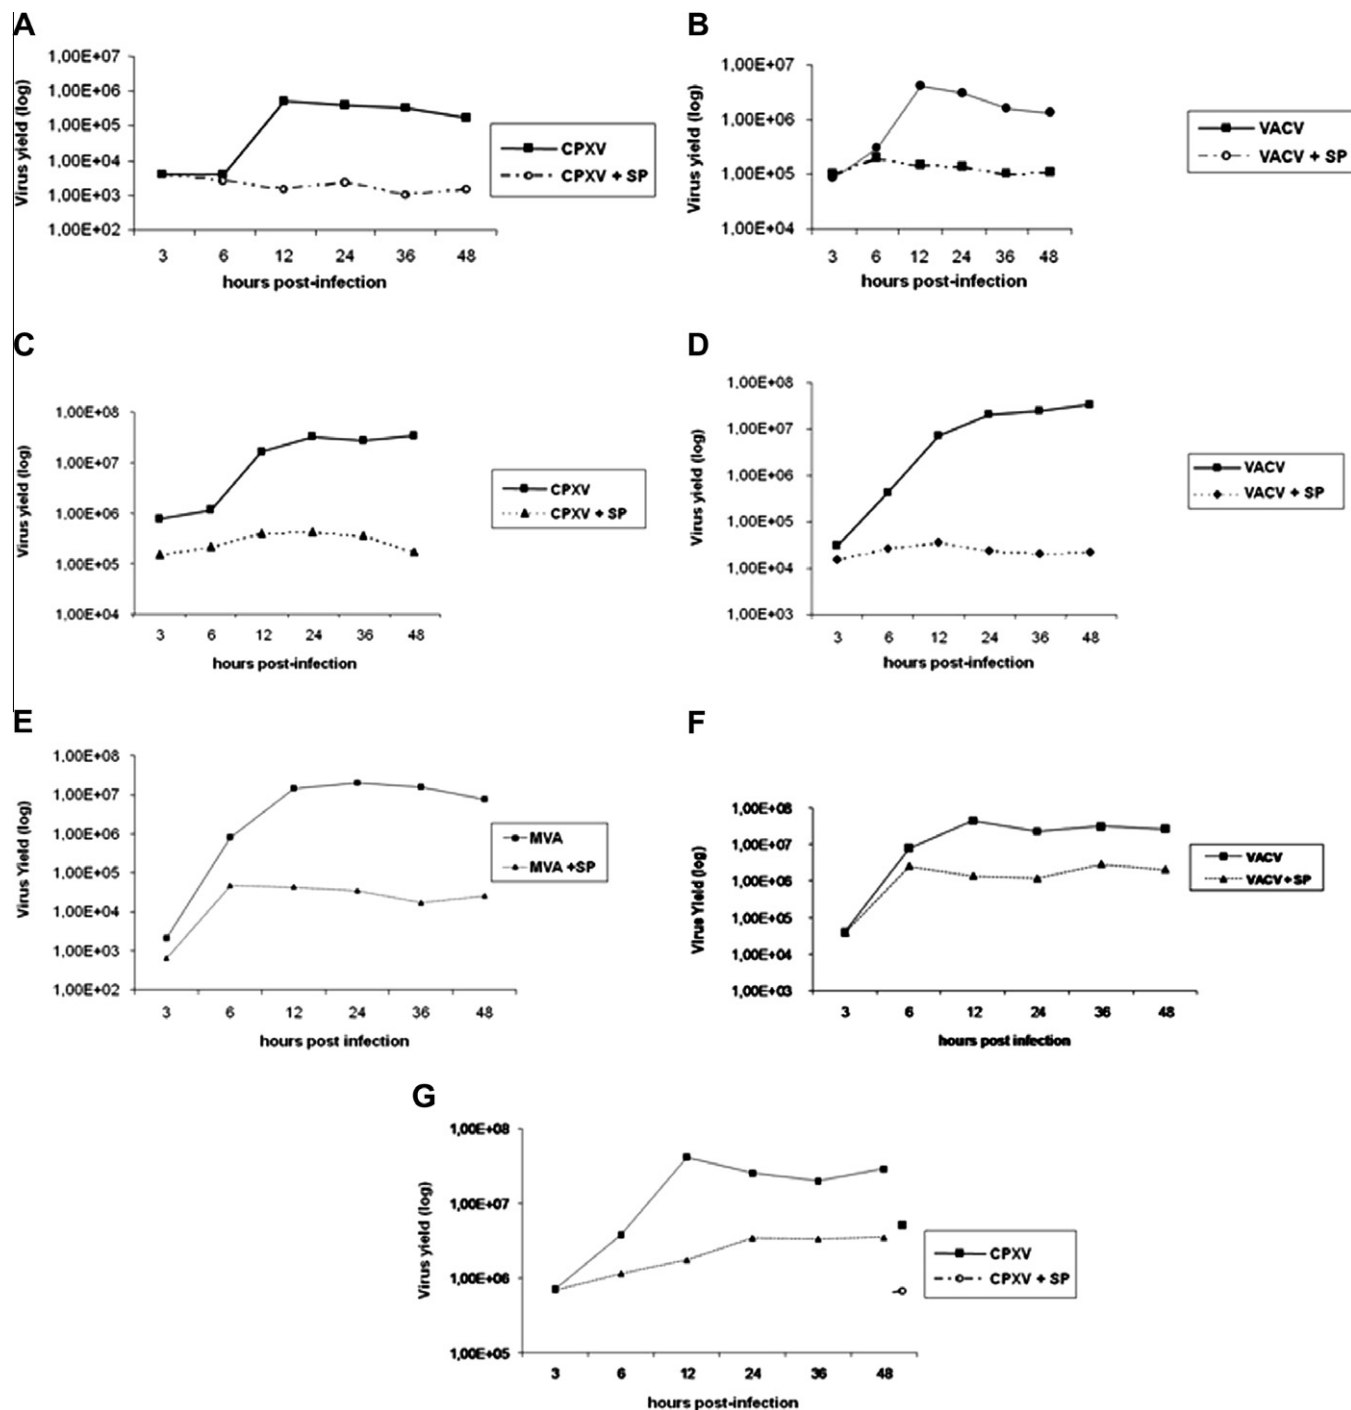 A
Virus yield (log)
1,00E+07
1,00E+06
1,00E+05
1,00E+04
1,00E+03
1,00E+02
3 6 12 24 36 48
hours post-infection
CPXV
CPXV + SP
B
Virus yield (log)
1,00E+07
1,00E+06
1,00E+05
1,00E+04
3 6 12 24 36 48
hours post-infection
VACV
VACV + SP
C
Virus yield (log)
1,00E+08
1,00E+07
1,00E+06
1,00E+05
1,00E+04
3 6 12 24 36 48
hours post-infection
CPXV
CPXV + SP
D
Virus yield (log)
1,00E+08
1,00E+07
1,00E+06
1,00E+05
1,00E+04
1,00E+03
3 6 12 24 36 48
hours post-infection
VACV
VACV + SP
E
Virus Yield (log)
1,00E+08
1,00E+07
1,00E+06
1,00E+05
1,00E+04
1,00E+03
1,00E+02
3 6 12 24 36 48
hours post infection
MVA
MVA +SP
F
Virus Yield (log)
1,00E+08
1,00E+07
1,00E+06
1,00E+05
1,00E+04
1,00E+03
3 6 12 24 36 48
hours post infection
VACV
VACV+SP
G
Virus yield (log)
1,00E+08
1,00E+07
1,00E+06
1,00E+05
3 6 12 24 36 48
hours post-infection
CPXV
CPXV + SP